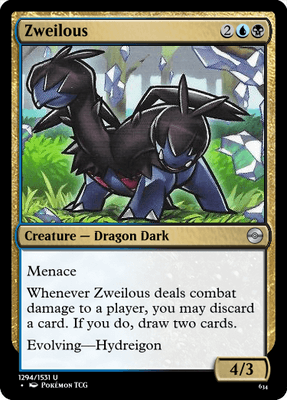 Zweilous 2
Creature — Dragon Dark
Menace
Whenever Zweilous deals combat
damage to a player, you may discard
a card. If you do, draw two cards.
Evolving—Hydreigon
4/3
1294/1531 U
• Pokémon TCG
634